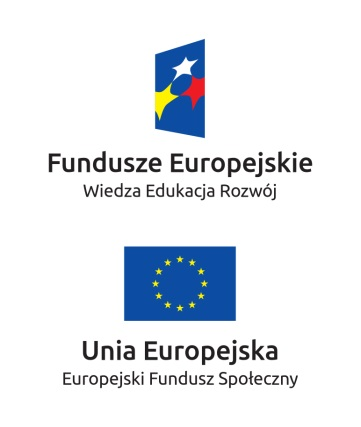 Fundusze Europejskie
Wiedza Edukacja Rozwój
Unia Europejska
Europejski Fundusz Społeczny